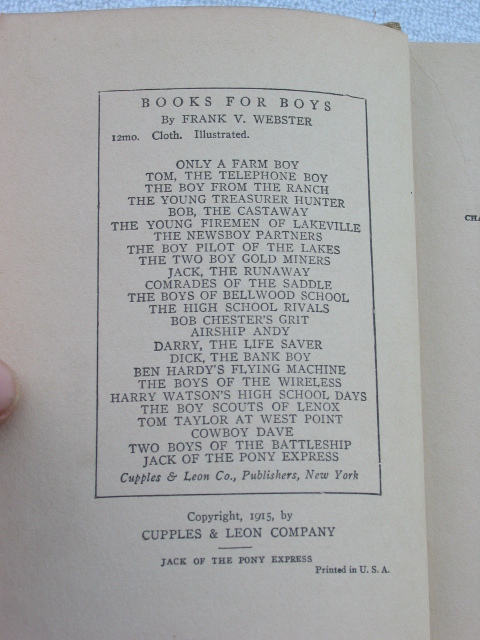 BOOKS FOR BOYS
By FRANK V. WEBSTER
12mo. Cloth. Illustrated.
ONLY A FARM BOY
TOM, THE TELEPHONE BOY
THE BOY FROM THE RANCH
THE YOUNG TREASURER HUNTER
BOB, THE CASTAWAY
THE YOUNG FIREMEN OF LAKEVILLE
THE NEWSBOY PARTNERS
THE BOY PILOT OF THE LAKES
THE TWO BOY GOLD MINERS
JACK, THE RUNAWAY
COMRADES OF THE SADDLE
THE BOYS OF BELLWOOD SCHOOL
THE HIGH SCHOOL RIVALS
BOB CHESTER'S GRIT
AIRSHIP ANDY
DARRY, THE LIFE SAVER
DICK, THE BANK BOY
BEN HARDY'S FLYING MACHINE
THE BOYS OF THE WIRELESS
HARRY WATSON'S HIGH SCHOOL DAYS
THE BOY SCOUTS OF LENOX
TOM TAYLOR AT WEST POINT
COWBOY DAVE
TWO BOYS OF THE BATTLESHIP
JACK OF THE PONY EXPRESS
Cupples & Leon Co., Publishers, New York
Copyright, 1915, by
CUPPLES & LEON COMPANY
JACK OF THE PONY EXPRESS
Printed in U. S. A.